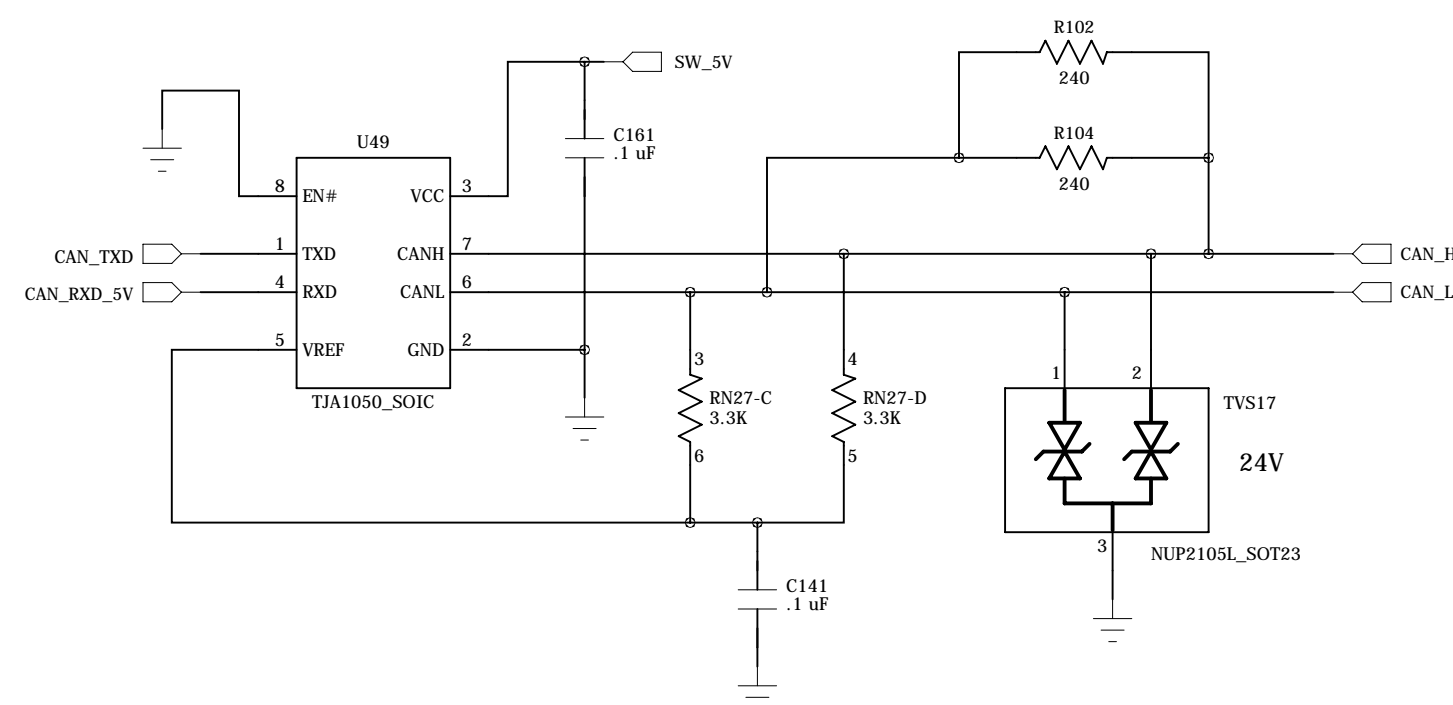 R102
240
SW_5V
R104
240
C161
.1 uF
U49
8 EN# VCC 3
CAN_TXD 1 TXD CANH 7 CAN_H
CAN_RXD_5V 4 RXD CANL 6 CAN_L
5 VREF GND 2
TJA1050_SOIC
3
RN27-C
3.3K
6
4
RN27-D
3.3K
5
1 2
TVS17
24V
3
NUP2105L_SOT23
C141
.1 uF